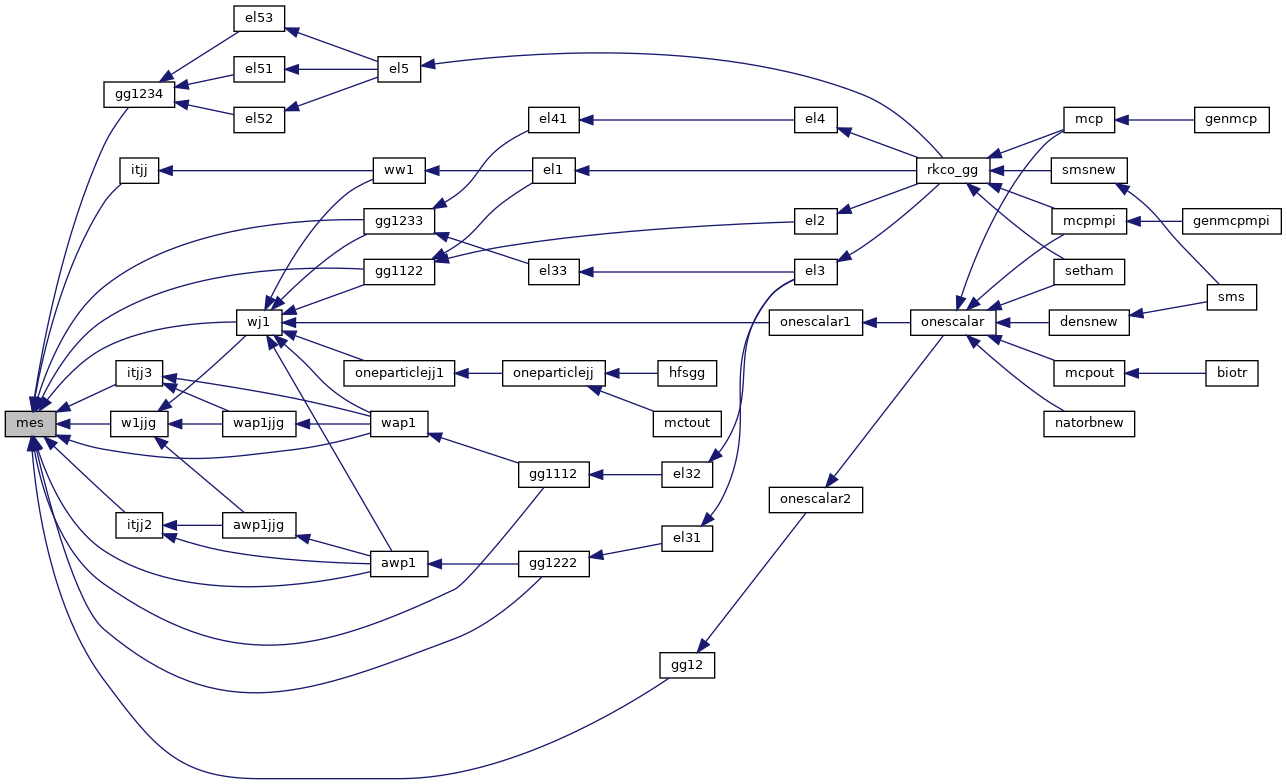 el53
el51
el5
gg1234
el52
el41
el4
mcp
genmcp
itjj
ww1
el1
rkco_gg
smsnew
gg1233
el2
mcpmpi
genmcpmpi
gg1122
el33
el3
setham
sms
wj1
onescalar1
onescalar
densnew
itjj3
oneparticlejj1
oneparticlejj
hfsgg
mcpout
biotr
mes
w1jjg
wap1jjg
wap1
mctout
natorbnew
gg1112
el32
onescalar2
itjj2
awp1jjg
el31
awp1
gg1222
gg12